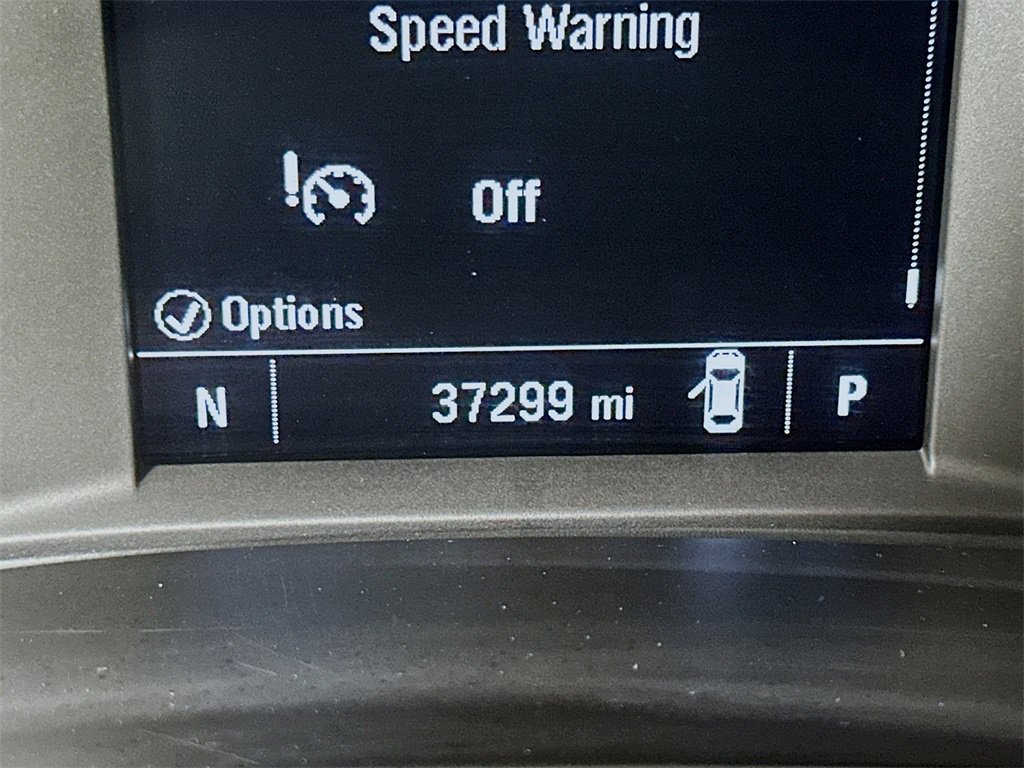 Speed Warning
Off
Options
N 37299 mi P